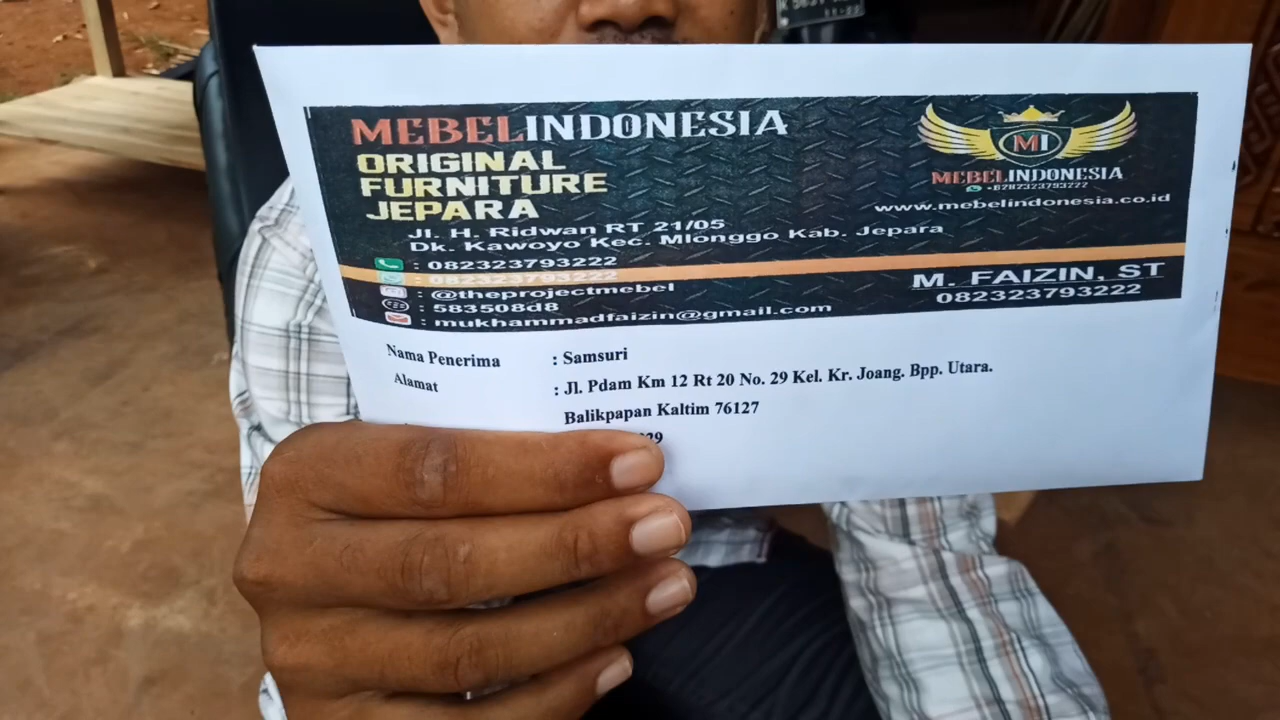 MEBELINDONESIA
ORIGINAL
FURNITURE
JEPARA
Jl. H. Ridwan RT 21/05
Dk. Kawoyo Kec. Mlonggo Kab. Jepara
: 082323793222
: 082323793222
: @theprojectmebel
: 583508d8
: mukhammadfaizin@gmail.com
MI
MEBELINDONESIA
+6282323793222
www.mebelindonesia.co.id
M. FAIZIN, ST
082323793222
Nama Penerima : Samsuri
Alamat : Jl. Pdam Km 12 Rt 20 No. 29 Kel. Kr. Joang. Bpp. Utara.
Balikpapan Kaltim 76127